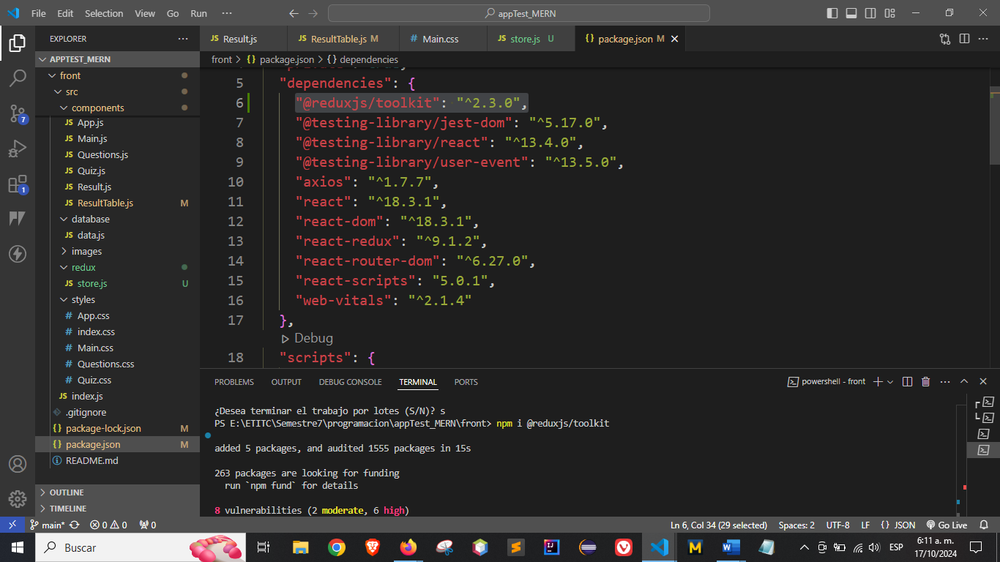 File Edit Selection View Go Run ···
appTest_MERN
EXPLORER ···
APPTEST_MERN
front
src
components
JS App.js
JS Main.js
JS Questions.js
JS Quiz.js
JS Result.js
JS ResultTable.js M
database
JS data.js
images
redux
JS store.js U
styles
# App.css
# index.css
# Main.css
# Questions.css
# Quiz.css
JS index.js
.gitignore
{} package-lock.json M
{} package.json M
README.md
OUTLINE
TIMELINE
7
1
JS Result.js
JS ResultTable.js M
# Main.css
JS store.js U
{} package.json M
front > {} package.json > {} dependencies
5 "dependencies": {
6 "@reduxjs/toolkit": "^2.3.0",
7 "@testing-library/jest-dom": "^5.17.0",
8 "@testing-library/react": "^13.4.0",
9 "@testing-library/user-event": "^13.5.0",
10 "axios": "^1.7.7",
11 "react": "^18.3.1",
12 "react-dom": "^18.3.1",
13 "react-redux": "^9.1.2",
14 "react-router-dom": "^6.27.0",
15 "react-scripts": "5.0.1",
16 "web-vitals": "^2.1.4"
17 },
Debug
18 "scripts": {
PROBLEMS OUTPUT DEBUG CONSOLE TERMINAL PORTS
powershell - front
¿Desea terminar el trabajo por lotes (S/N)? s
PS E:\ETITC\Semestre7\programacion\appTest_MERN\front> npm i @reduxjs/toolkit
added 5 packages, and audited 1555 packages in 15s
263 packages are looking for funding
run `npm fund` for details
8 vulnerabilities (2 moderate, 6 high)
main* 0 0 0
Ln 6, Col 34 (29 selected) Spaces: 2 UTF-8 LF {} JSON Go Live
Buscar
ESP
6:11 a. m.
17/10/2024